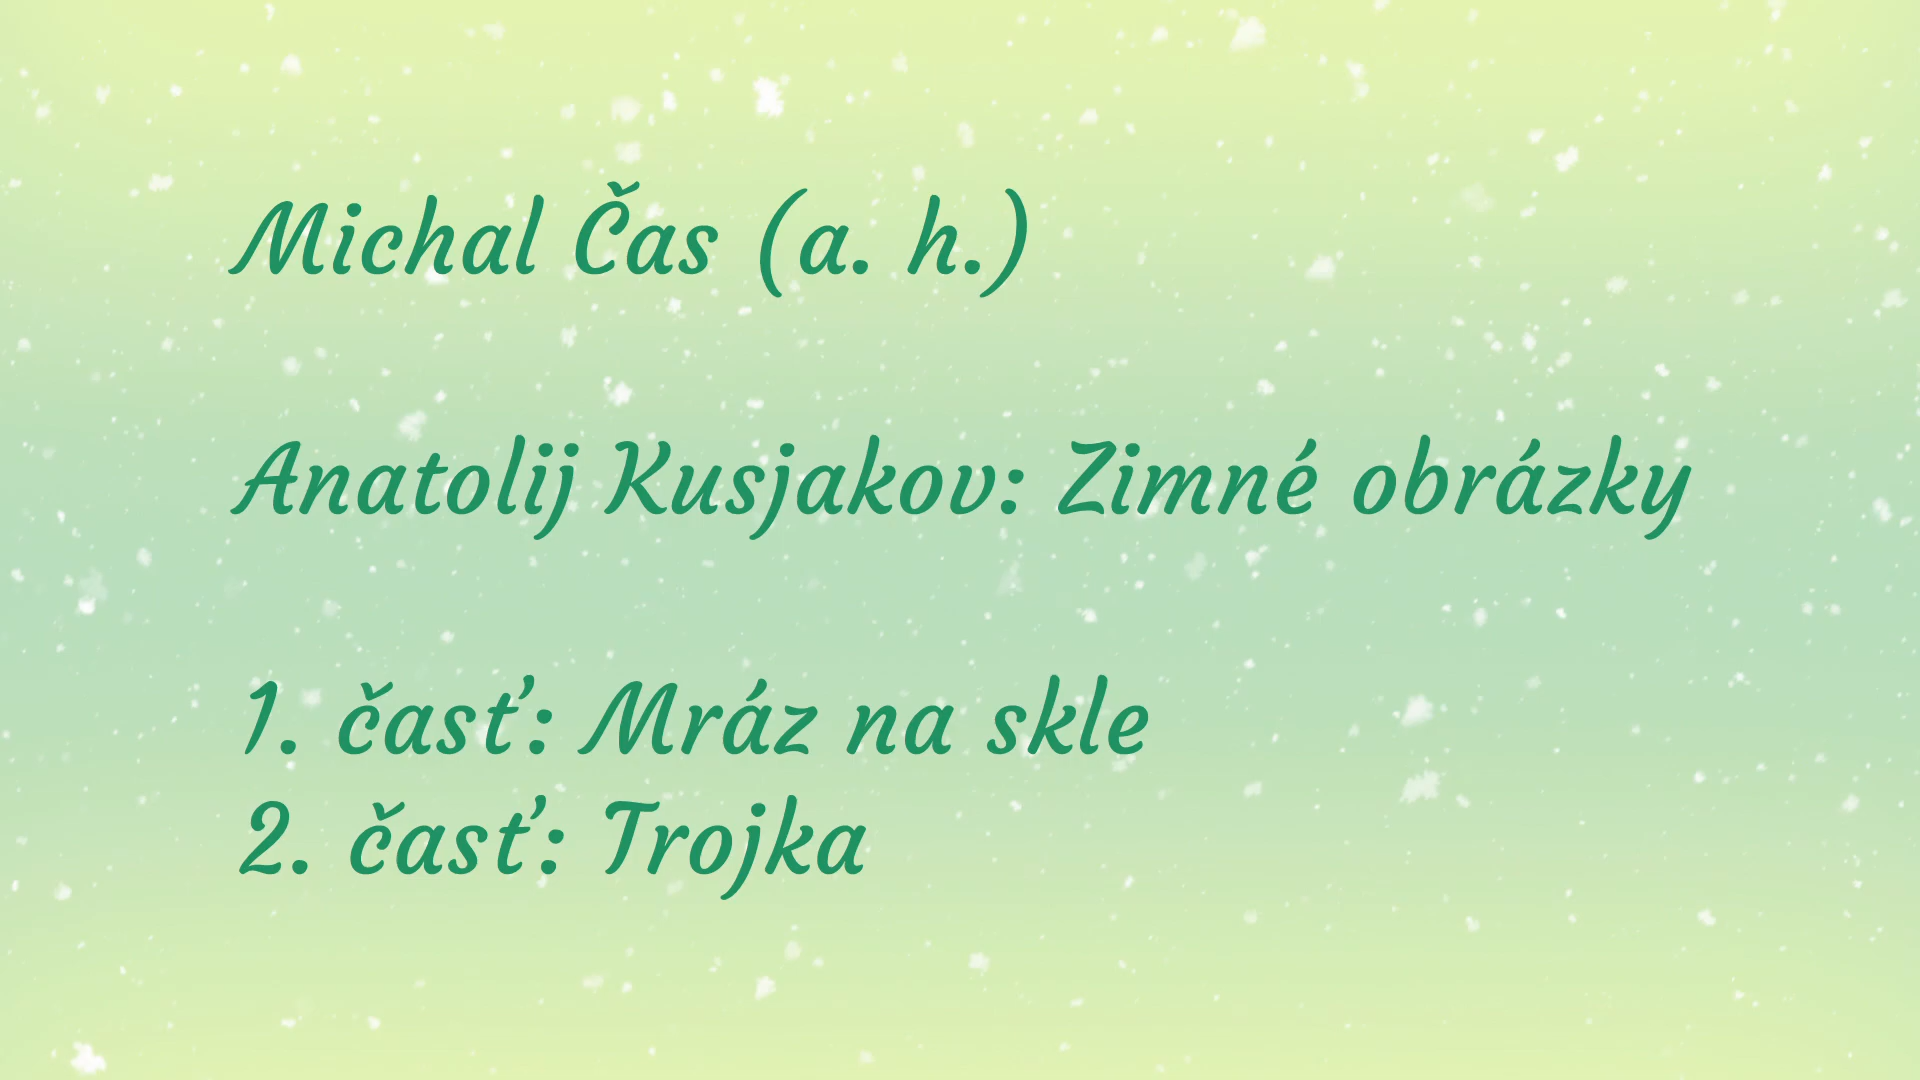 Michal Čas (a. h.)
Anatolij Kusjakov: Zimné obrázky
1. časť: Mráz na skle
2. časť: Trojka